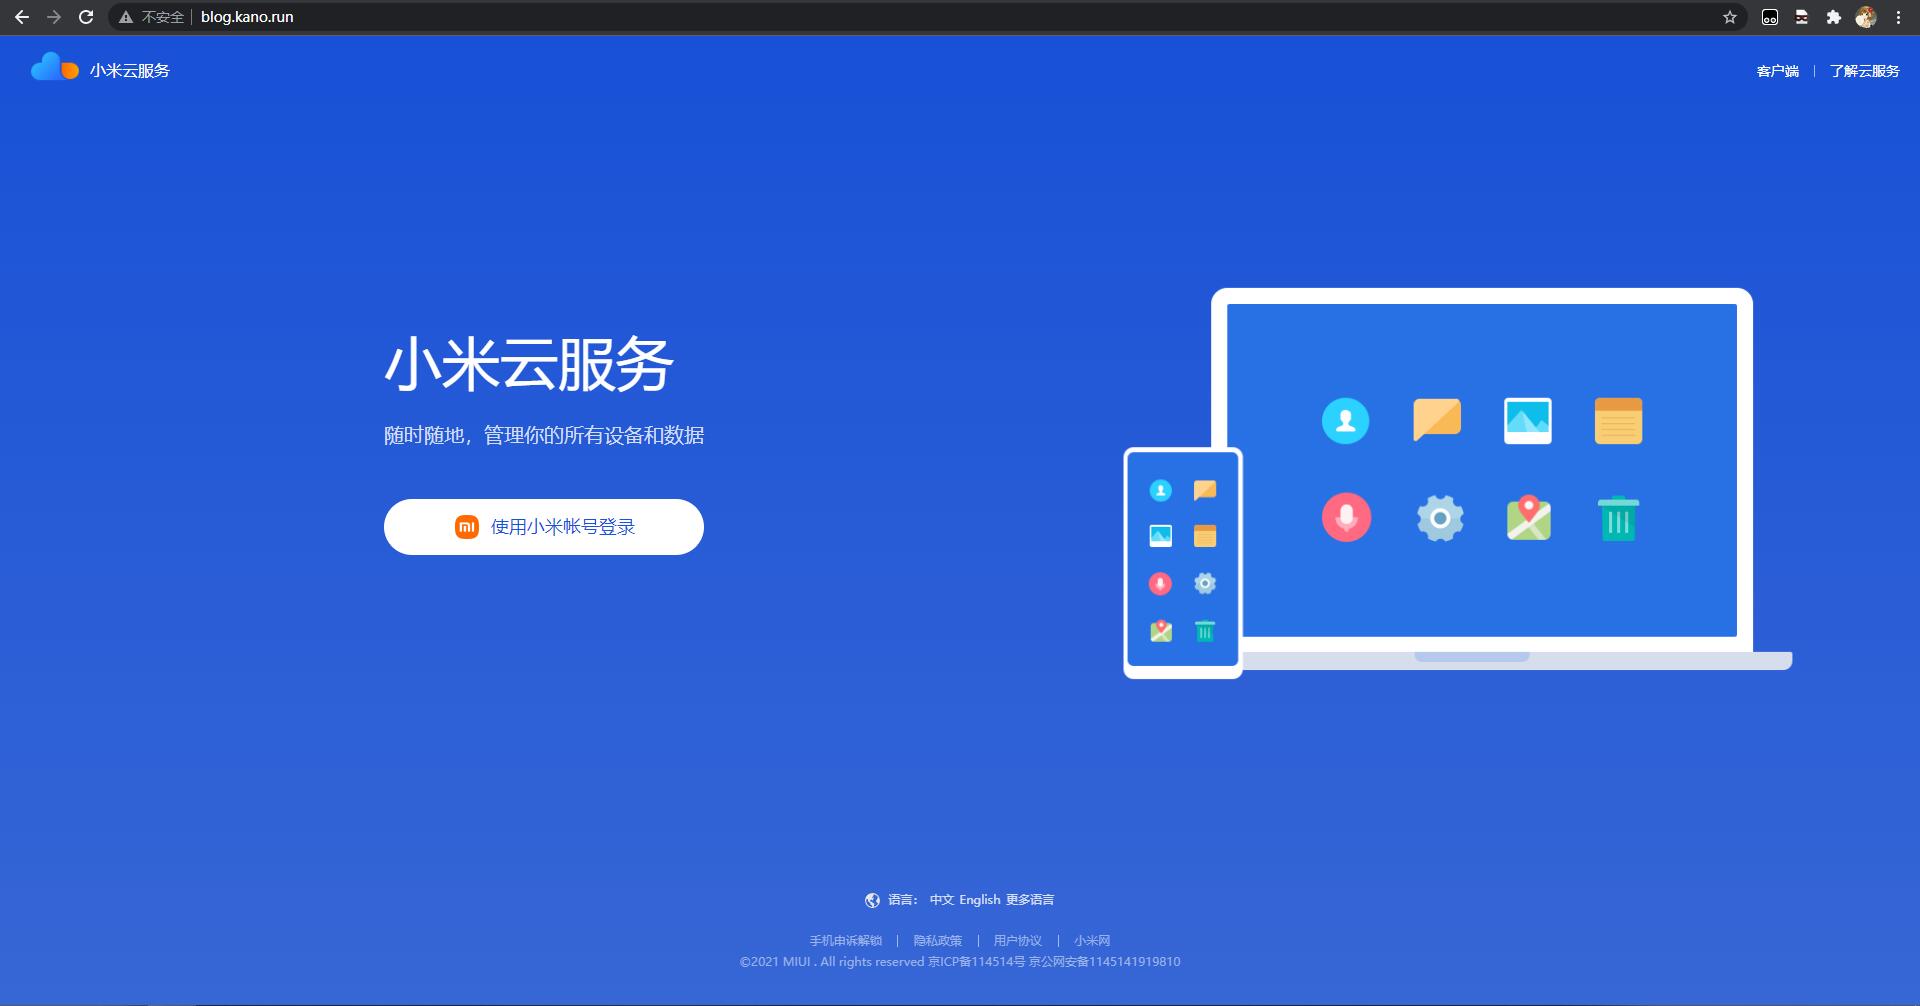 不安全 blog.kano.run
小米云服务
客户端 | 了解云服务
小米云服务
随时随地，管理你的所有设备和数据
使用小米帐号登录
语言： 中文 English 更多语言
手机申诉解锁 | 隐私政策 | 用户协议 | 小米网
©2021 MIUI . All rights reserved 京ICP备114514号 京公网安备1145141919810